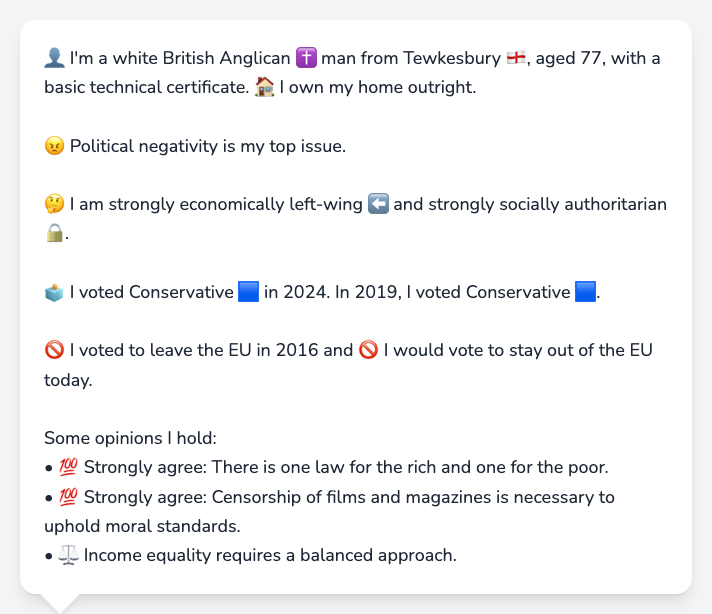 👤 I'm a white British Anglican ✝️ man from Tewkesbury 🏴󠁧󠁢󠁥󠁮󠁧󠁿, aged 77, with a
basic technical certificate. 🏠 I own my home outright.
😠 Political negativity is my top issue.
🤔 I am strongly economically left-wing ⬅️ and strongly socially authoritarian
🔒.
🗳️ I voted Conservative 🟦 in 2024. In 2019, I voted Conservative 🟦.
🚫 I voted to leave the EU in 2016 and 🚫 I would vote to stay out of the EU
today.
Some opinions I hold:
• 💯 Strongly agree: There is one law for the rich and one for the poor.
• 💯 Strongly agree: Censorship of films and magazines is necessary to
uphold moral standards.
• ⚖️ Income equality requires a balanced approach.